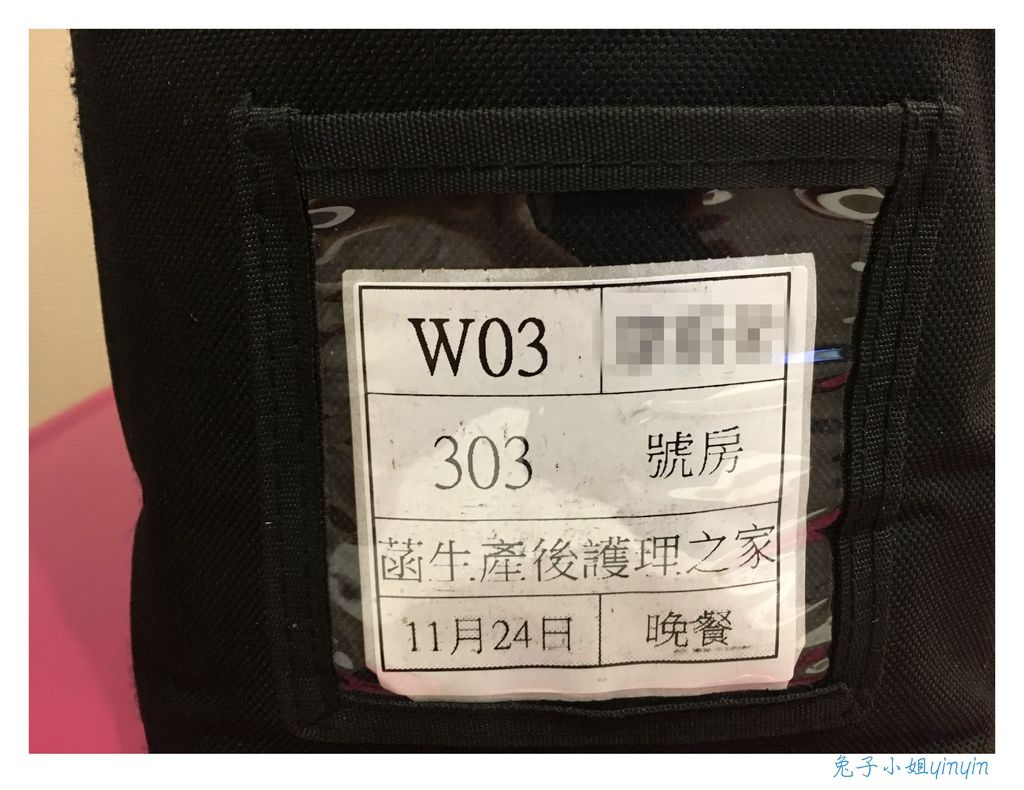 W03
303 號房
菡生產後護理之家
11月24日 晚餐
兔子小姐yinyin